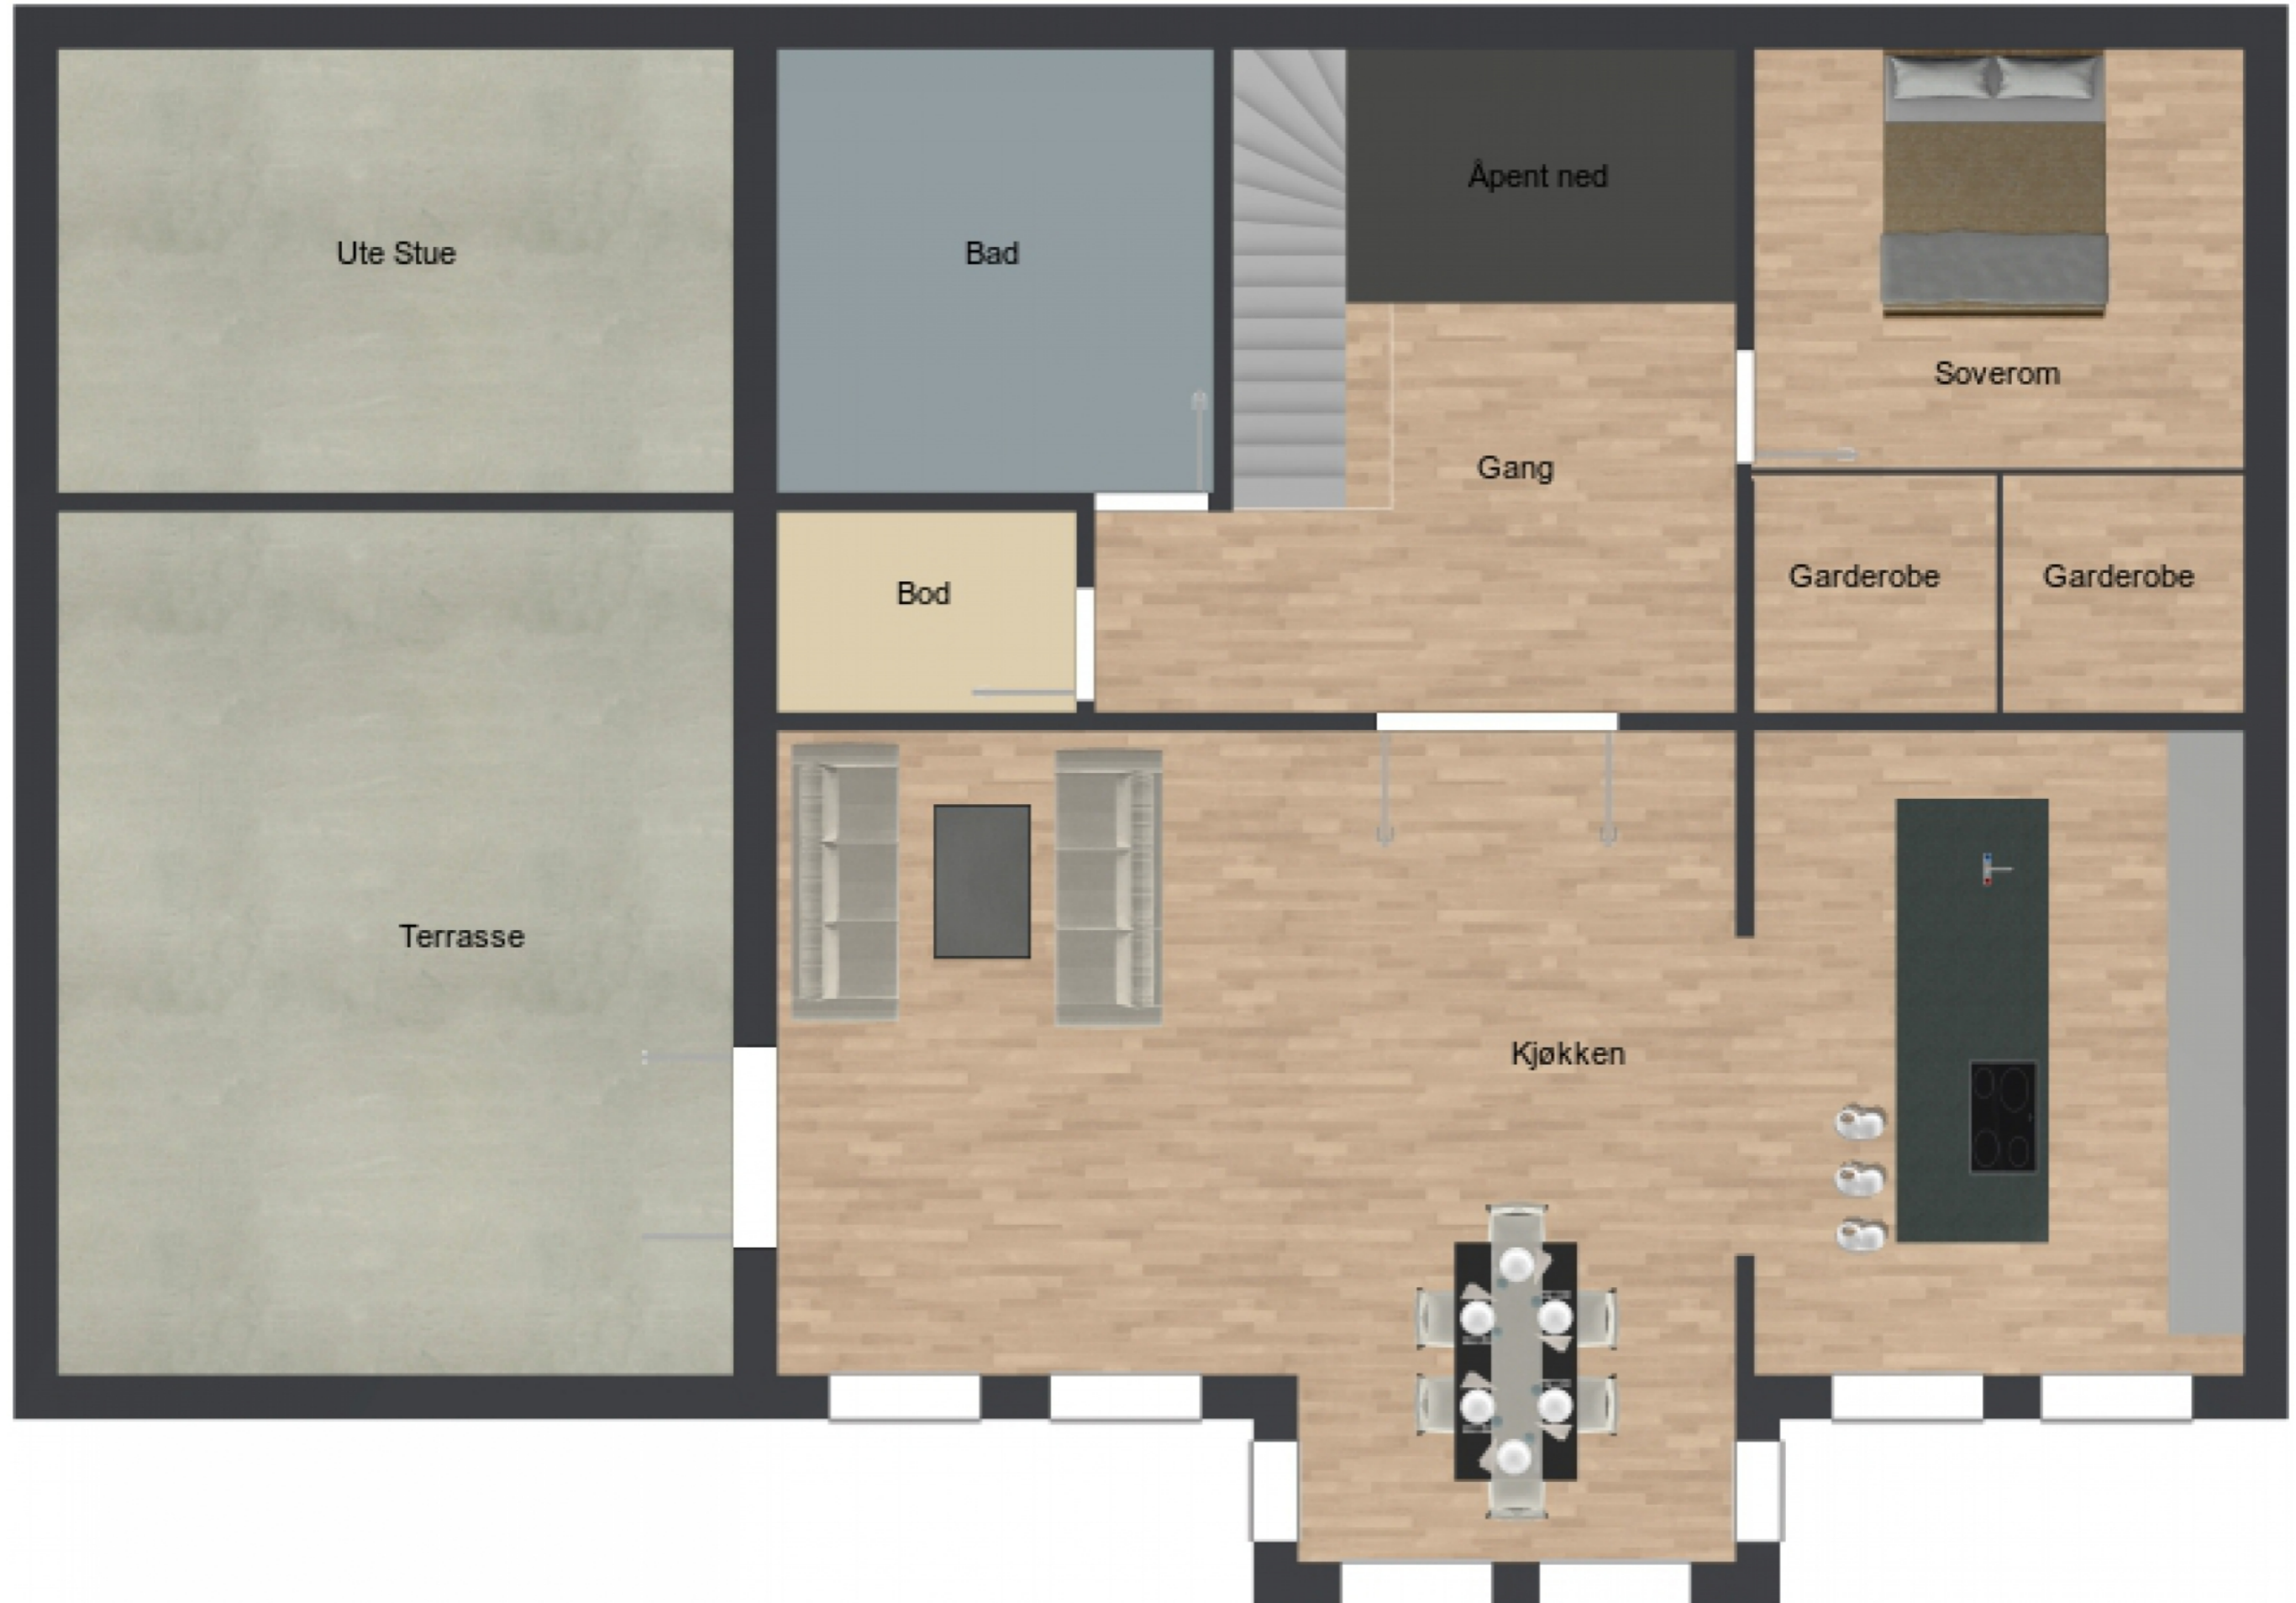 Åpent ned
Ute Stue
Bad
Soverom
Gang
Garderobe
Garderobe
Bod
Terrasse
Kjøkken